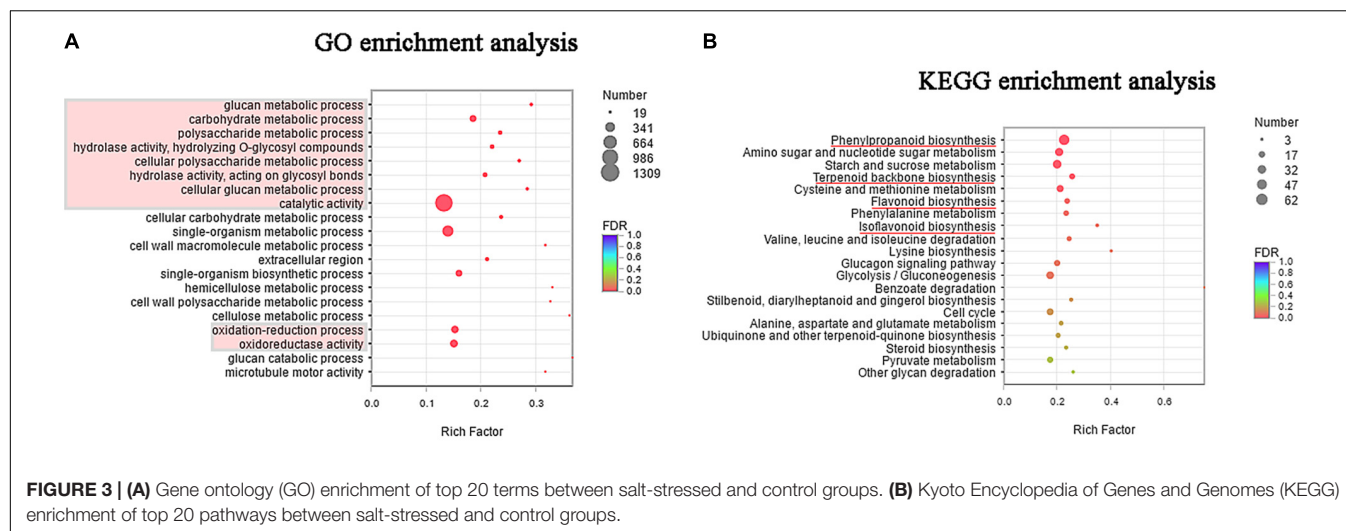 A
GO enrichment analysis
glucan metabolic process
carbohydrate metabolic process
polysaccharide metabolic process
hydrolase activity, hydrolyzing O-glycosyl compounds
cellular polysaccharide metabolic process
hydrolase activity, acting on glycosyl bonds
cellular glucan metabolic process
catalytic activity
cellular carbohydrate metabolic process
single-organism metabolic process
cell wall macromolecule metabolic process
extracellular region
single-organism biosynthetic process
hemicellulose metabolic process
cell wall polysaccharide metabolic process
cellulose metabolic process
oxidation-reduction process
oxidoreductase activity
glucan catabolic process
microtubule motor activity
0.0 0.1 0.2 0.3
Rich Factor
Number
19
341
664
986
1309
FDR
1.0
0.8
0.6
0.4
0.2
0.0
B
KEGG enrichment analysis
Phenylpropanoid biosynthesis
Amino sugar and nucleotide sugar metabolism
Starch and sucrose metabolism
Terpenoid backbone biosynthesis
Cysteine and methionine metabolism
Flavonoid biosynthesis
Phenylalanine metabolism
Isoflavonoid biosynthesis
Valine, leucine and isoleucine degradation
Lysine biosynthesis
Glucagon signaling pathway
Glycolysis / Gluconeogenesis
Benzoate degradation
Stilbenoid, diarylheptanoid and gingerol biosynthesis
Cell cycle
Alanine, aspartate and glutamate metabolism
Ubiquinone and other terpenoid-quinone biosynthesis
Steroid biosynthesis
Pyruvate metabolism
Other glycan degradation
0.0 0.2 0.4 0.6
Rich Factor
Number
3
17
32
47
62
FDR
1.0
0.8
0.6
0.4
0.2
0.0
FIGURE 3 | (A) Gene ontology (GO) enrichment of top 20 terms between salt-stressed and control groups. (B) Kyoto Encyclopedia of Genes and Genomes (KEGG)
enrichment of top 20 pathways between salt-stressed and control groups.